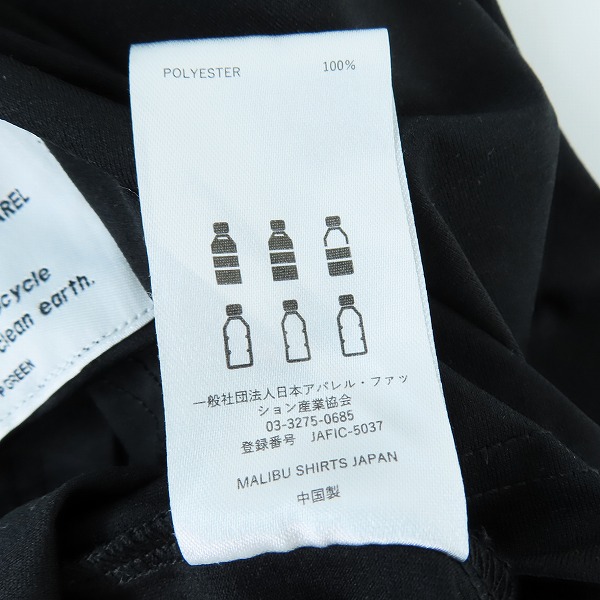 POLYESTER 100%
一般社団法人日本アパレル・ファッ
ション産業協会
03-3275-0685
登録番号 JAFIC-5037
MALIBU SHIRTS JAPAN
中国製
clean earth.
GREEN